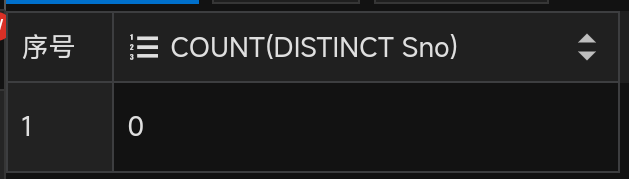 序号 COUNT(DISTINCT Sno)
1 0